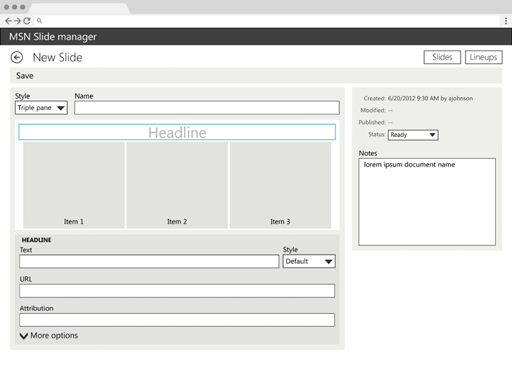 MSN Slide manager
New Slide
Slides
Lineups
Save
Style
Name
Triple pane
Headline
Item 1
Item 2
Item 3
HEADLINE
Text
Style
Default
URL
Attribution
More options
Created: 6/20/2012 9:30 AM by ajohnson
Modified: --
Published: --
Status: Ready
Notes
lorem ipsum document name